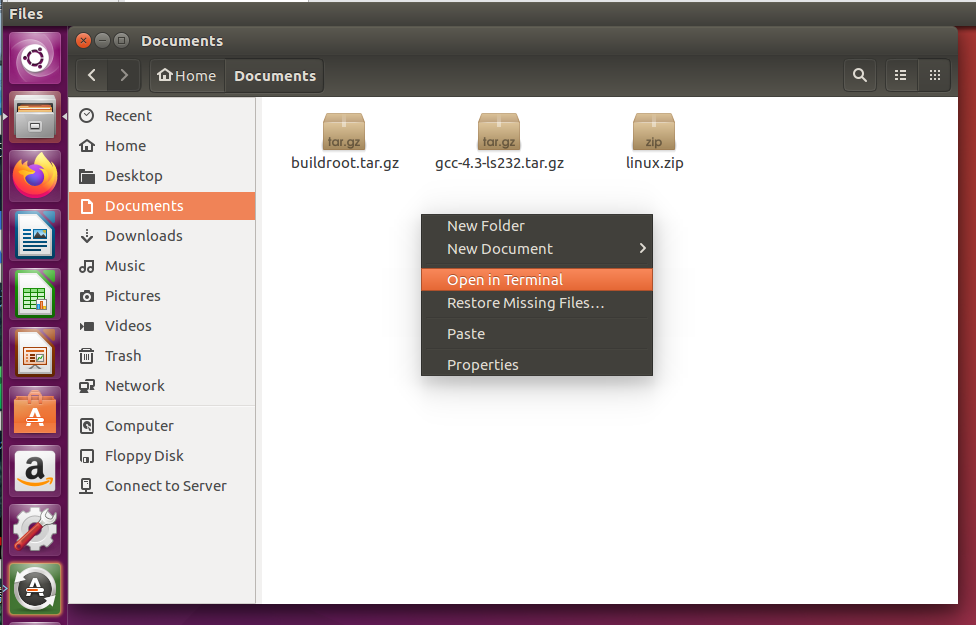 Files
Documents
Home
Documents
Recent
Home
Desktop
Documents
Downloads
Music
Pictures
Videos
Trash
Network
Computer
Floppy Disk
Connect to Server
tar.gz
buildroot.tar.gz
tar.gz
gcc-4.3-ls232.tar.gz
zip
linux.zip
New Folder
New Document
Open in Terminal
Restore Missing Files...
Paste
Properties